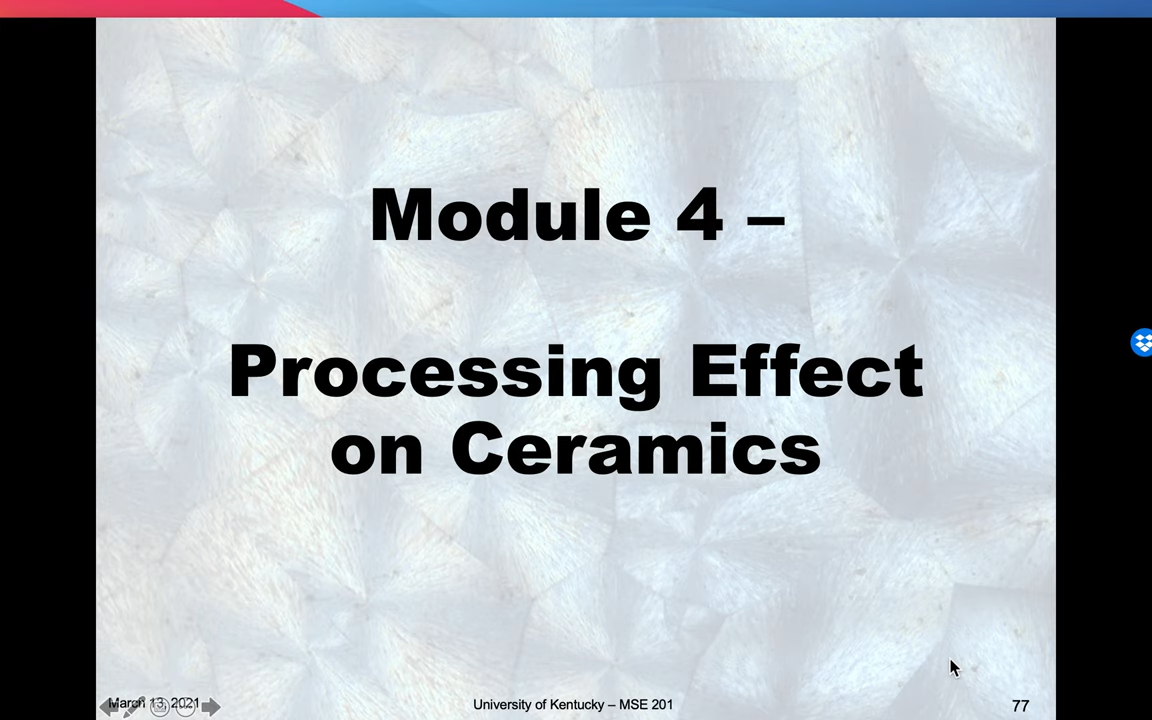 Module 4 –
Processing Effect
on Ceramics
March 13, 2021
University of Kentucky – MSE 201
77